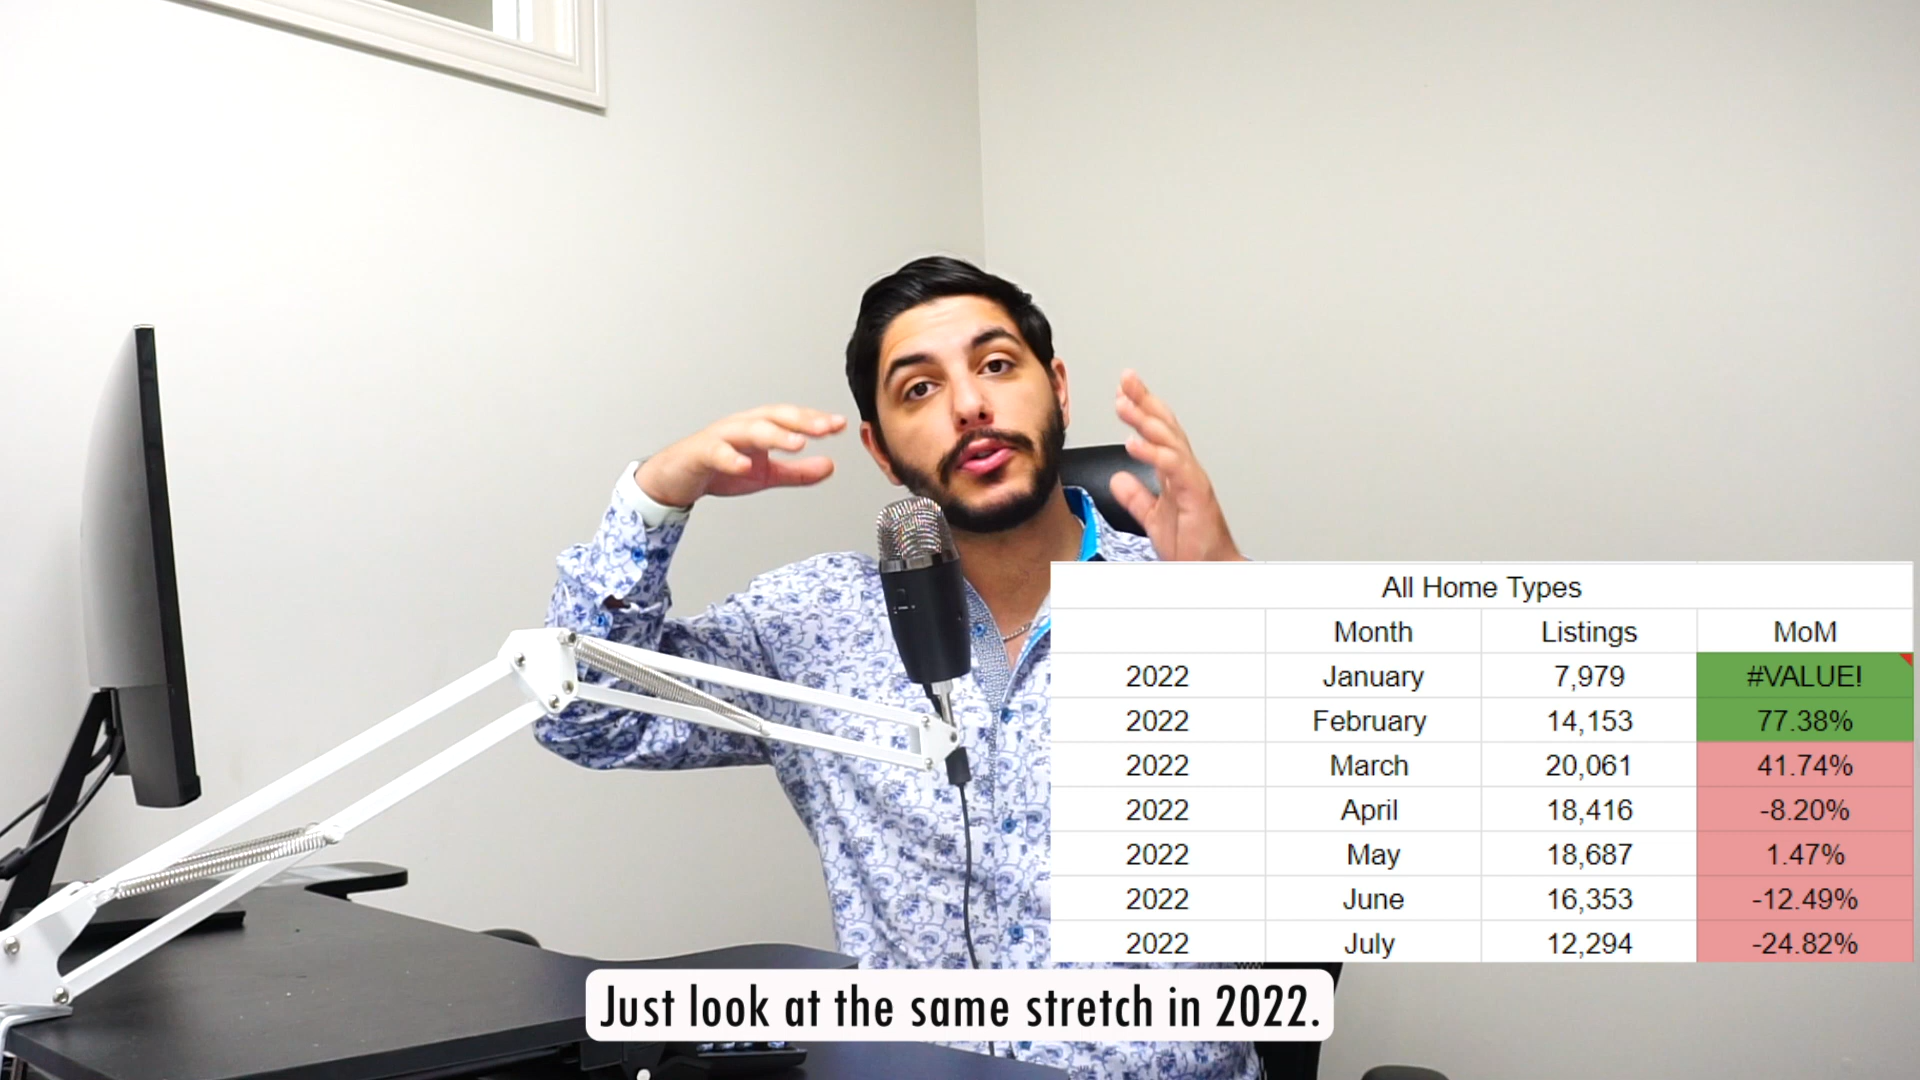 All Home Types
Month Listings MoM
2022 January 7,979 #VALUE!
2022 February 14,153 77.38%
2022 March 20,061 41.74%
2022 April 18,416 -8.20%
2022 May 18,687 1.47%
2022 June 16,353 -12.49%
2022 July 12,294 -24.82%
Just look at the same stretch in 2022.